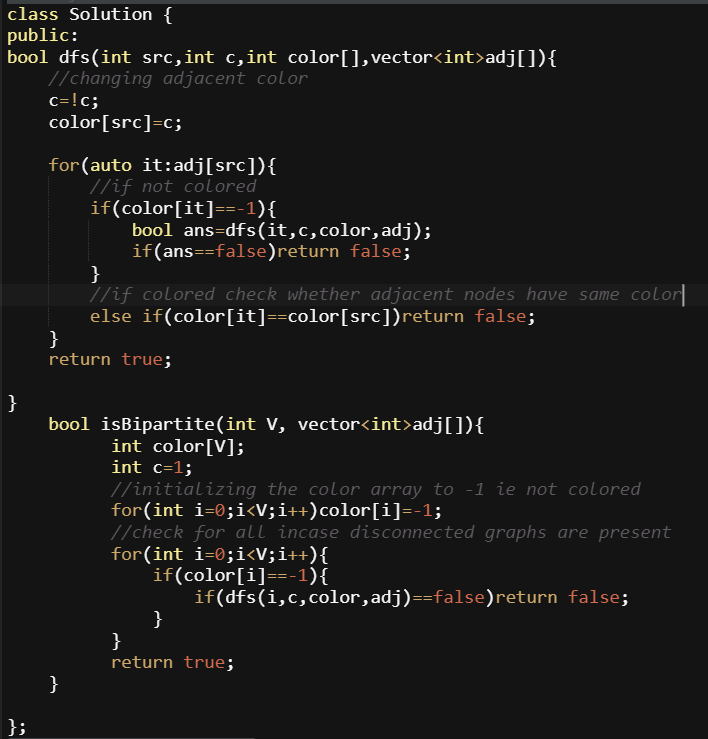 class Solution {
public:
bool dfs(int src,int c,int color[],vector<int>adj[]){
    //changing adjacent color
    c=!c;
    color[src]=c;

    for(auto it:adj[src]){
        //if not colored
        if(color[it]==-1){
            bool ans=dfs(it,c,color,adj);
            if(ans==false)return false;
        }
        //if colored check whether adjacent nodes have same color
        else if(color[it]==color[src])return false;
    }
    return true;

}
    bool isBipartite(int V, vector<int>adj[]){
          int color[V];
          int c=1;
          //initializing the color array to -1 ie not colored
          for(int i=0;i<V;i++)color[i]=-1;
          //check for all incase disconnected graphs are present
          for(int i=0;i<V;i++){
              if(color[i]==-1){
                  if(dfs(i,c,color,adj)==false)return false;
              }
          }
          return true;
    }

};